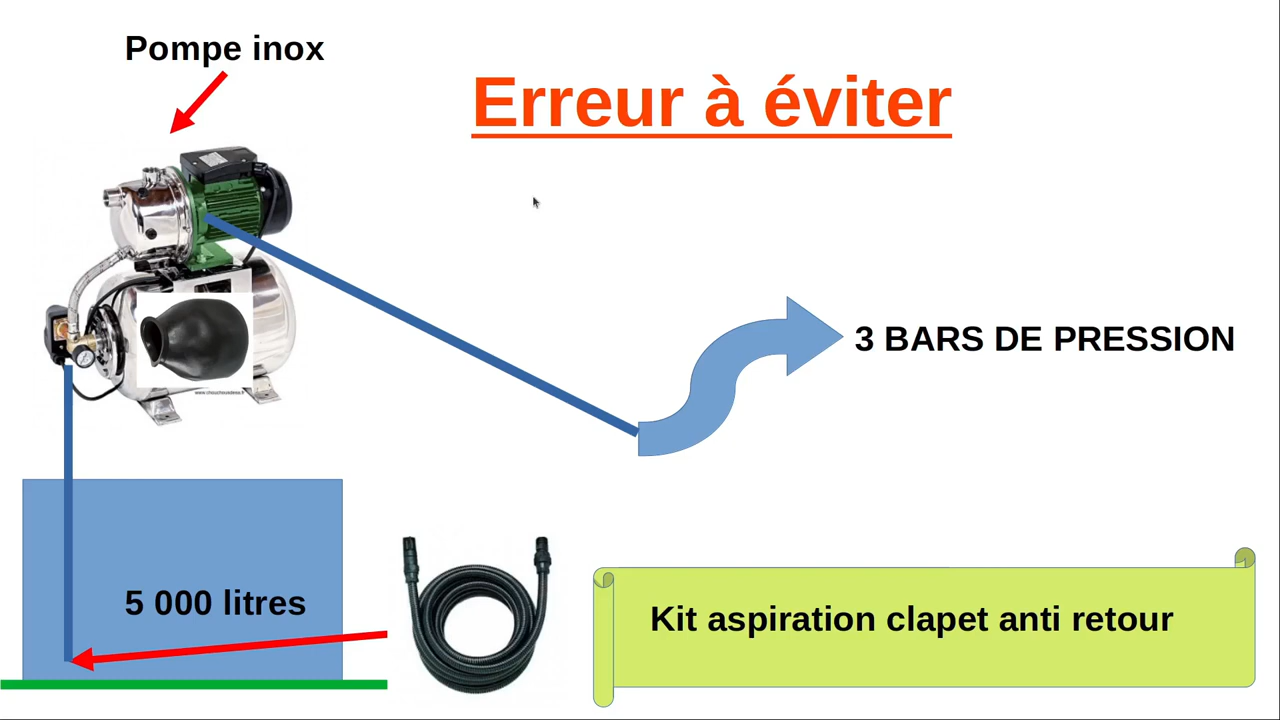 Pompe inox
Erreur à éviter
3 BARS DE PRESSION
5 000 litres
Kit aspiration clapet anti retour